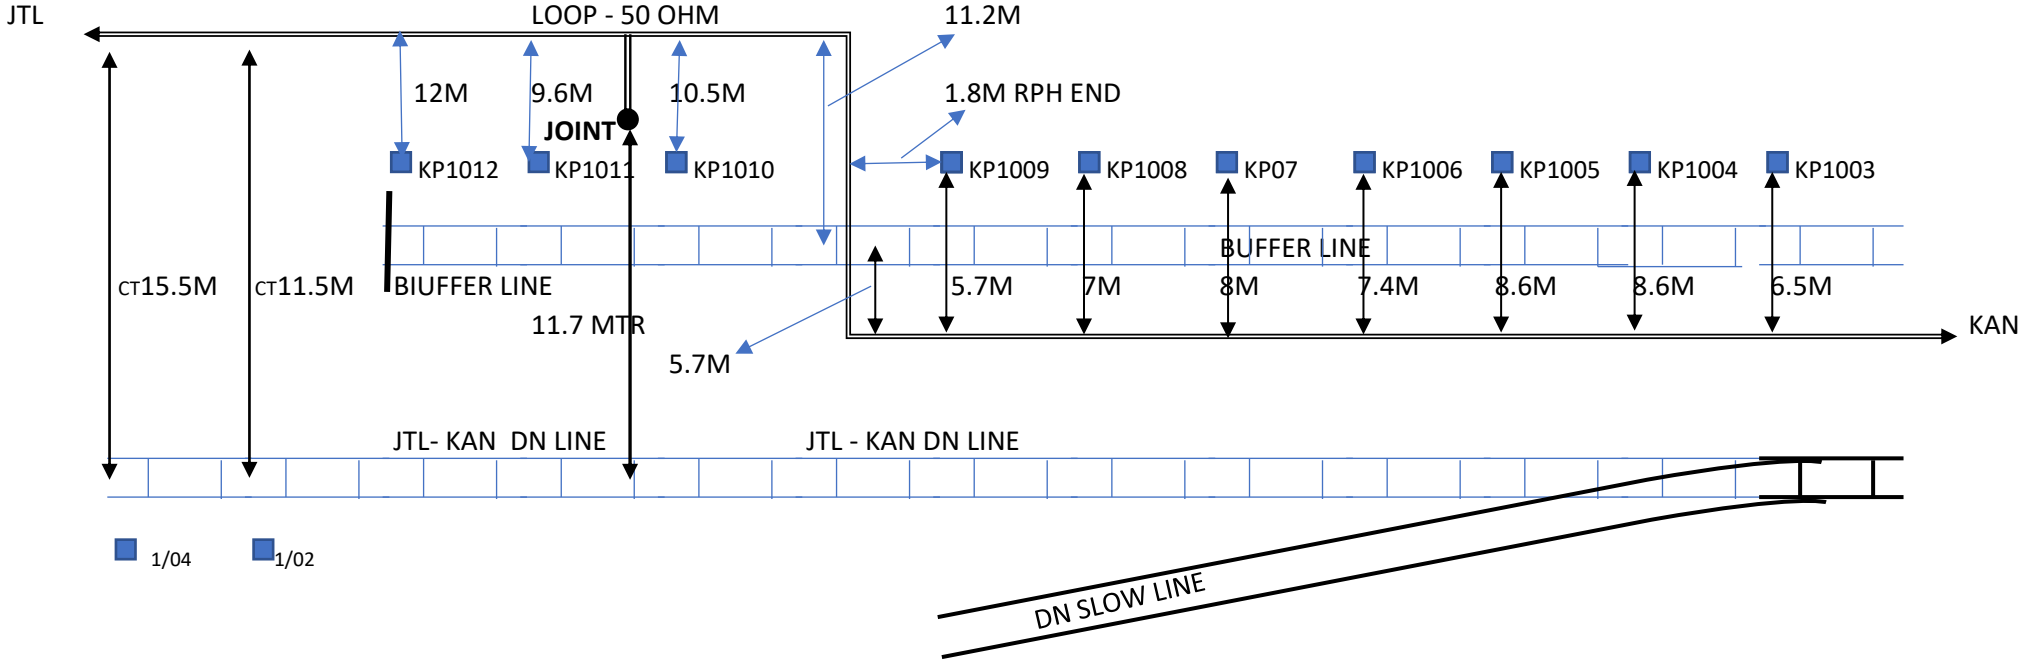 JTL
LOOP - 50 OHM
11.2M
12M
9.6M
10.5M
1.8M RPH END
JOINT
KP1012
KP1011
KP1010
KP1009
KP1008
KP07
KP1006
KP1005
KP1004
KP1003
BUFFER LINE
CT15.5M
CT11.5M
BIUFFER LINE
5.7M
7M
8M
7.4M
8.6M
8.6M
6.5M
11.7 MTR
KAN
5.7M
JTL- KAN DN LINE
JTL - KAN DN LINE
1/04
1/02
DN SLOW LINE